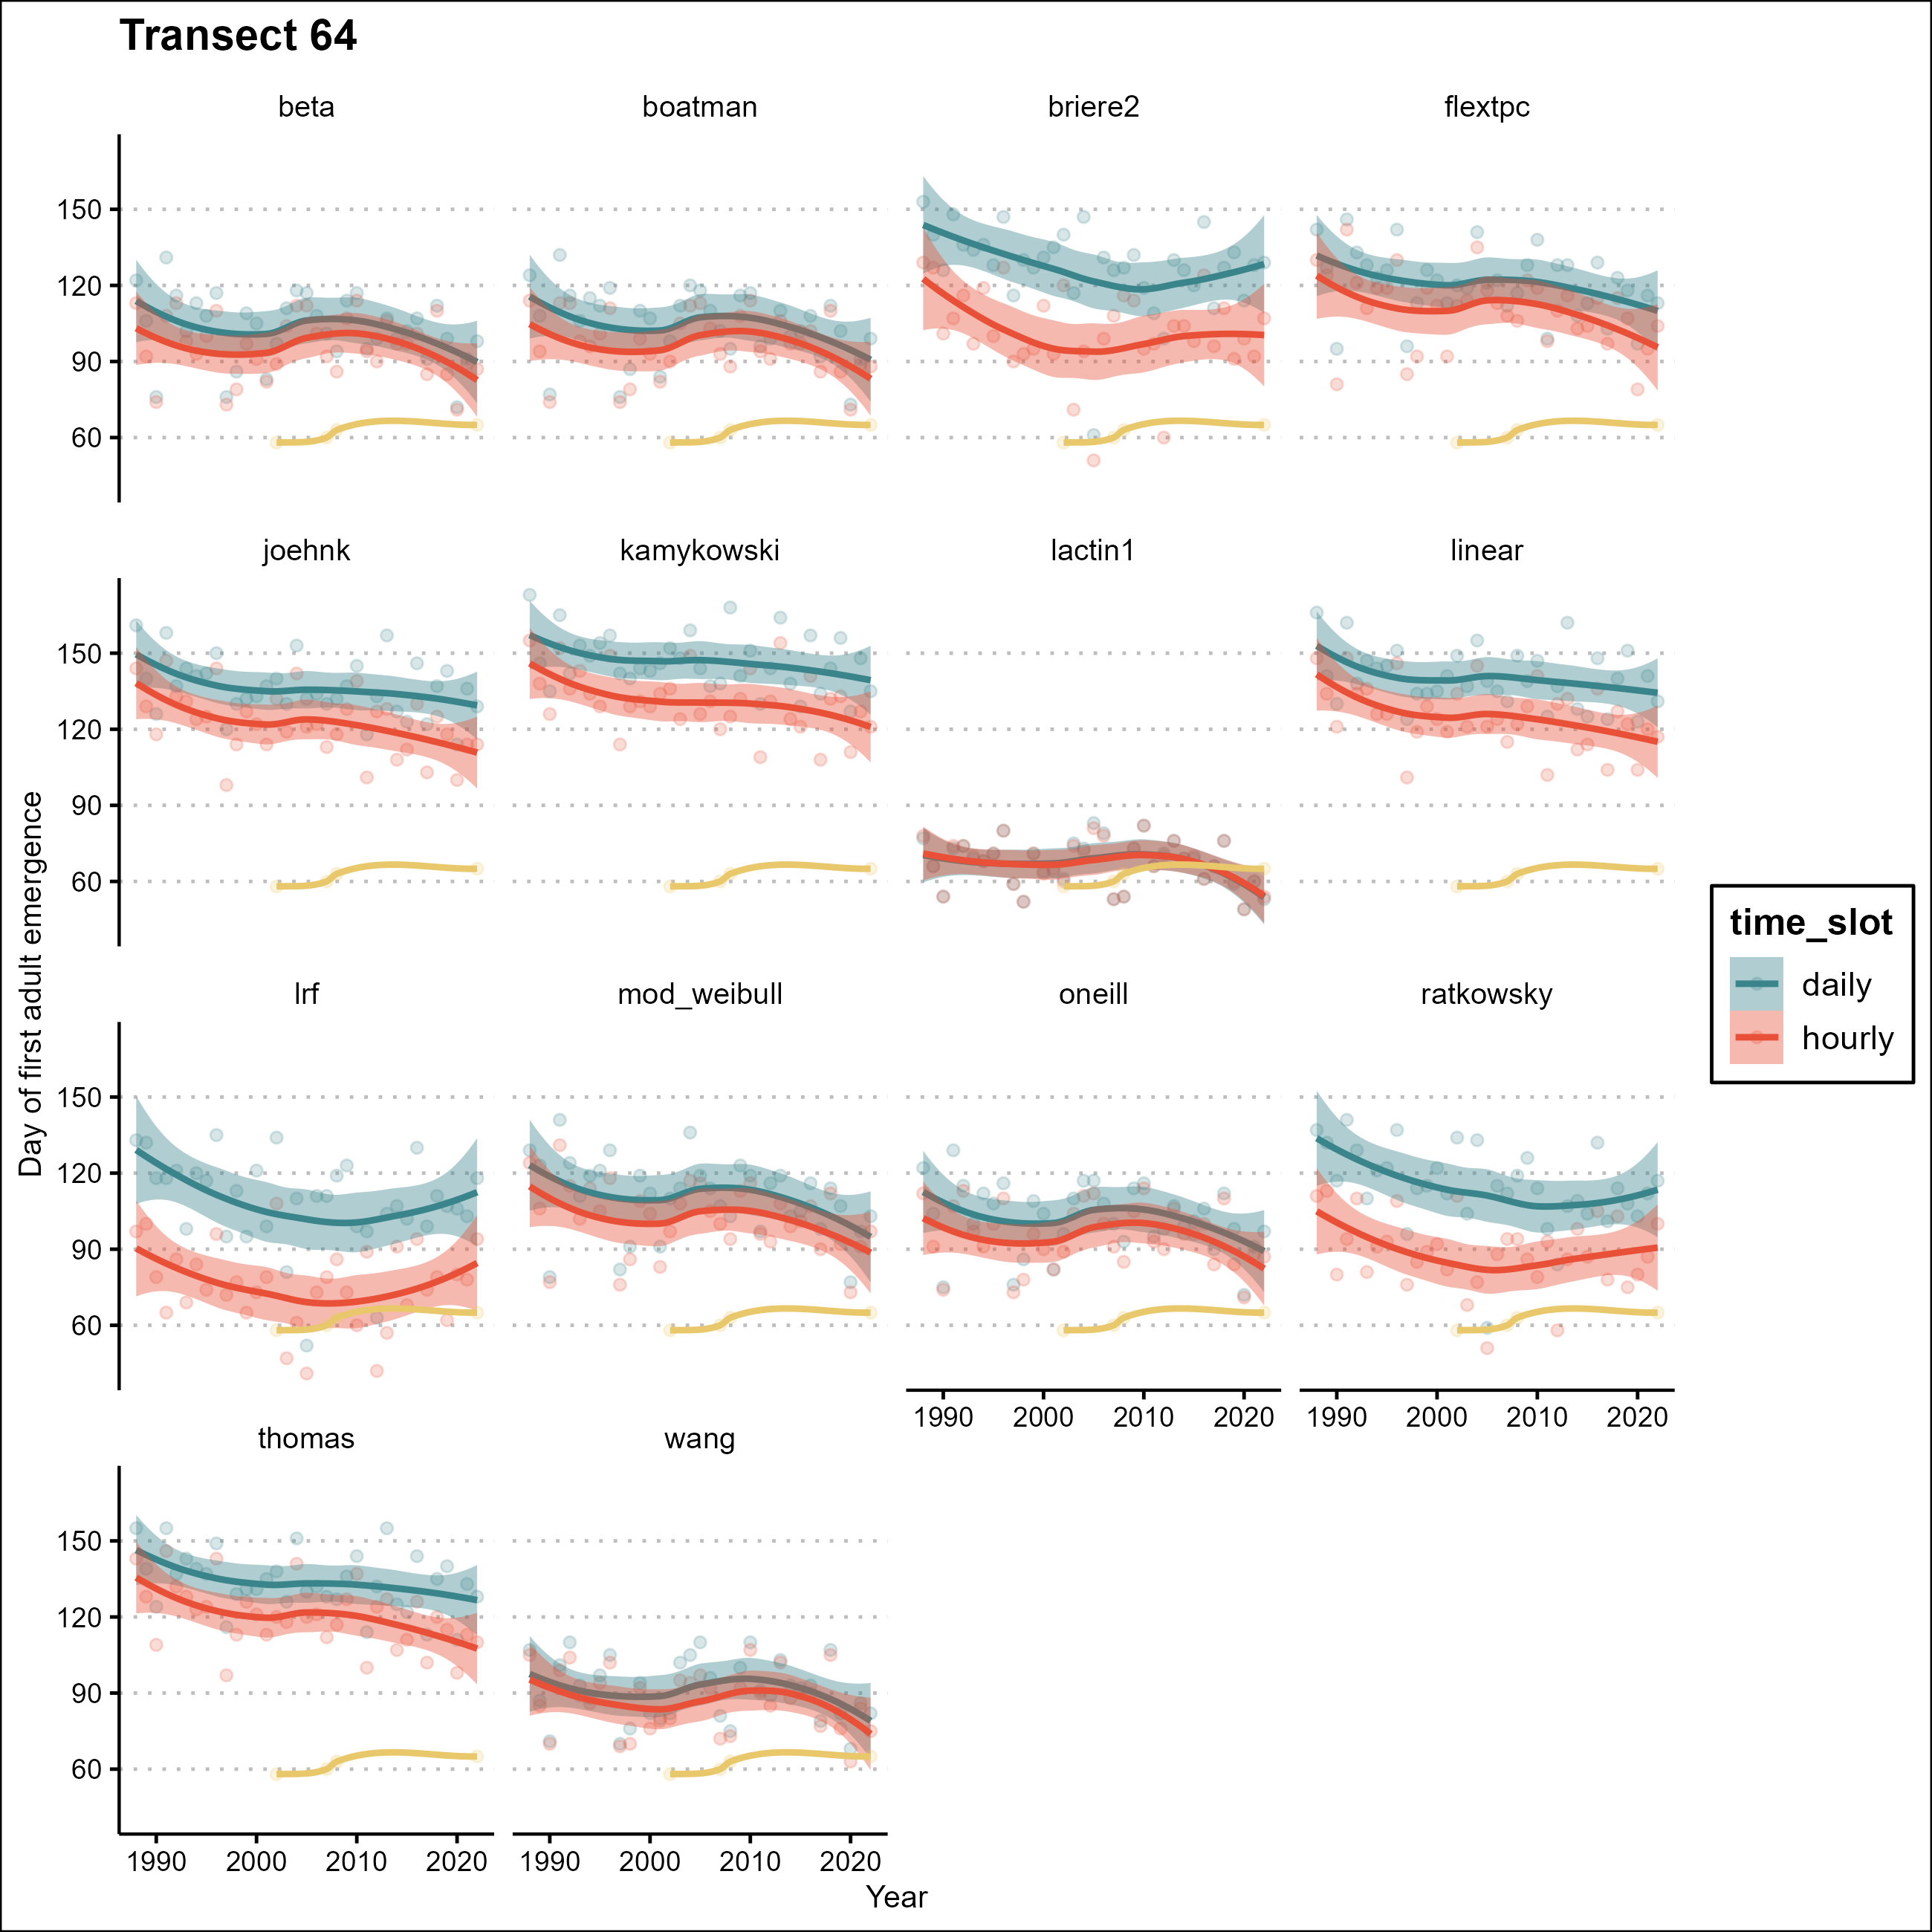 Transect 64
beta
boatman
briere2
flextpc
150
120
90
60
joehnk
kamykowski
lactin1
linear
150
120
90
60
Day of first adult emergence
time_slot
daily
hourly
lrf
mod_weibull
oneill
ratkowsky
150
120
90
60
1990 2000 2010 2020
1990 2000 2010 2020
thomas
wang
150
120
90
60
1990 2000 2010 2020
1990 2000 2010 2020
Year